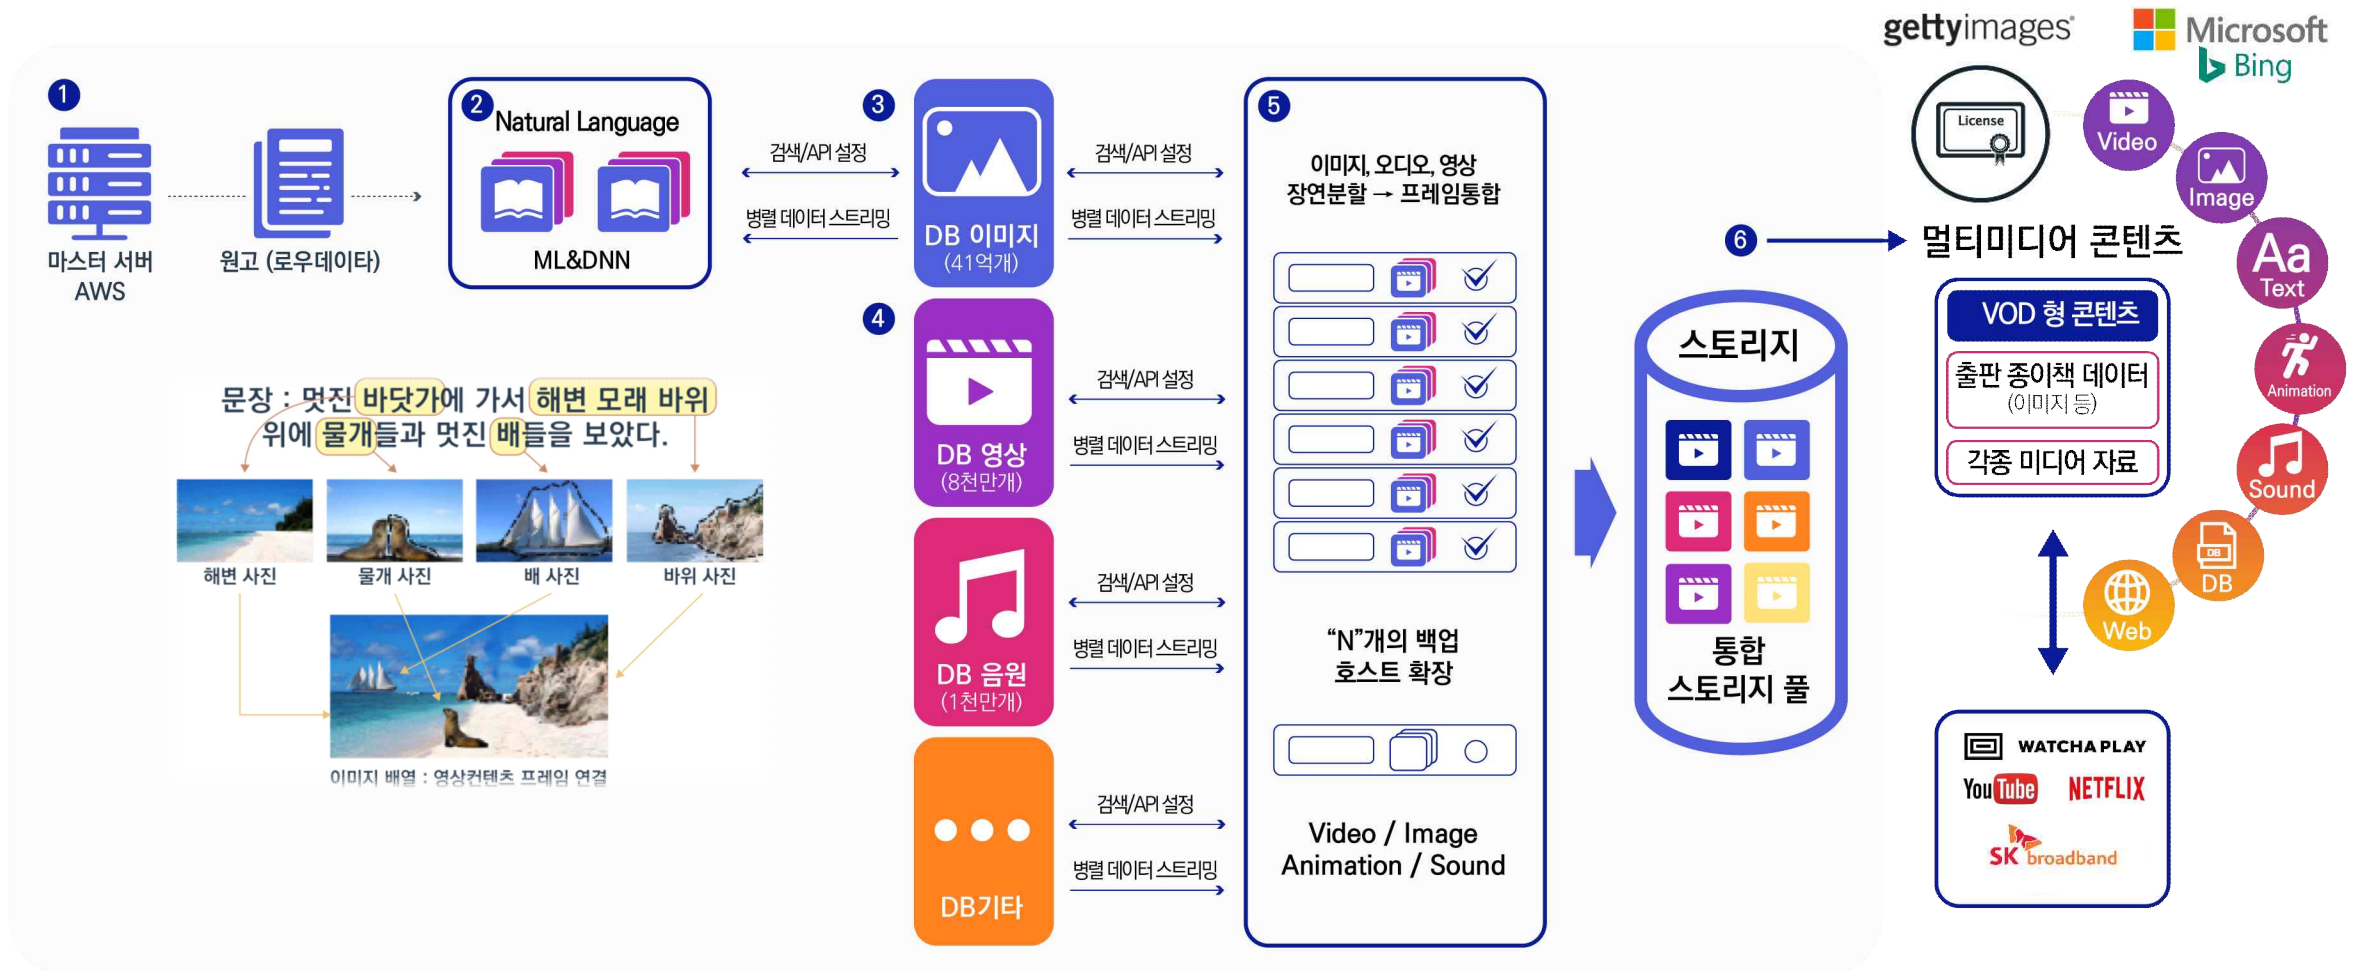 1
마스터 서버
AWS
원고 (로우데이타)
2
Natural Language
ML&DNN
검색/API 설정
병렬 데이터 스트리밍
문장 : 멋진 바닷가에 가서 해변 모래 바위
위에 물개들과 멋진 배들을 보았다.
해변 사진
물개 사진
배 사진
바위 사진
이미지 배열 : 영상컨텐츠 프레임 연결
3
DB 이미지
(41억개)
검색/API 설정
병렬 데이터 스트리밍
4
DB 영상
(8천만개)
검색/API 설정
병렬 데이터 스트리밍
DB 음원
(1천만개)
검색/API 설정
병렬 데이터 스트리밍
DB기타
검색/API 설정
병렬 데이터 스트리밍
5
이미지, 오디오, 영상
장연분할 → 프레임통합
“N”개의 백업
호스트 확장
Video / Image
Animation / Sound
스토리지
통합
스토리지 풀
6
gettyimages
Microsoft
Bing
License
멀티미디어 콘텐츠
VOD 형 콘텐츠
출판 종이책 데이터
(이미지 등)
각종 미디어 자료
Video
Image
Aa
Text
Animation
Sound
DB
DB
Web
WATCHA PLAY
YouTube
NETFLIX
SK broadband